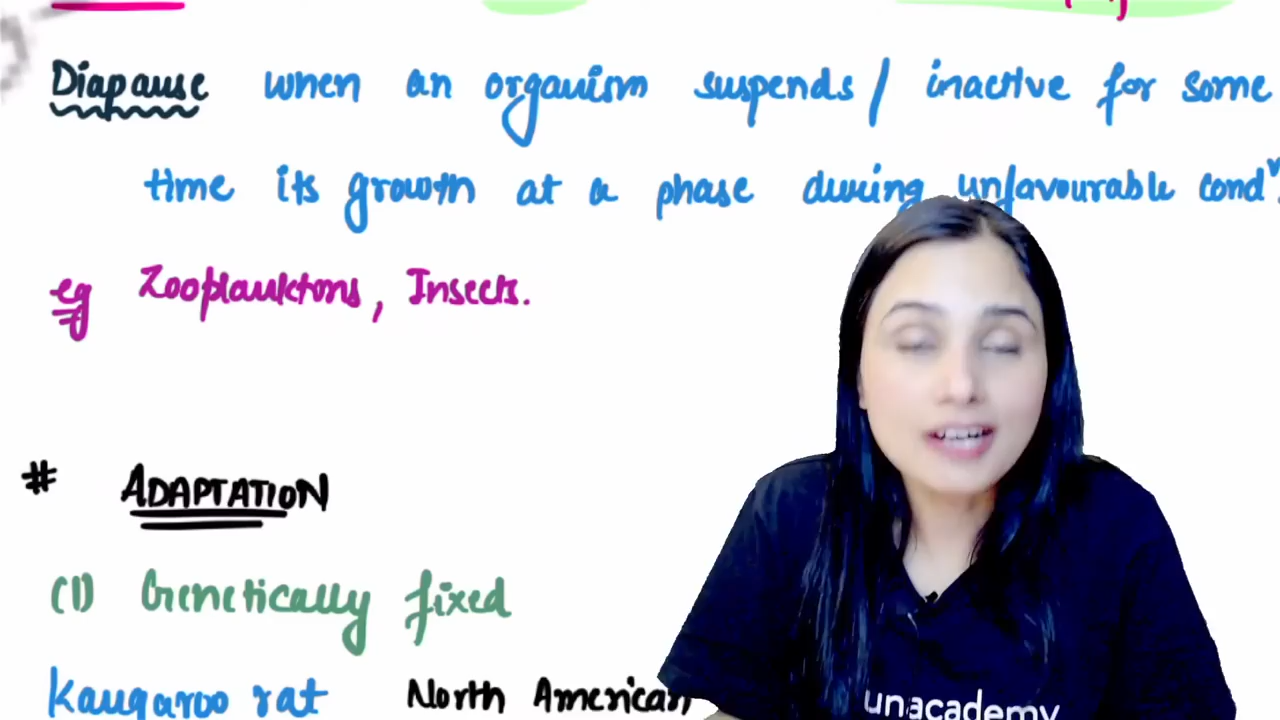 Diapause when an organism suspends / inactive for some
time its growth at a phase during unfavourable condⁿ.
eg Zooplanktons, Insects.
# ADAPTATION
(1) Genetically fixed
Kangaroo rat North American
unacademy